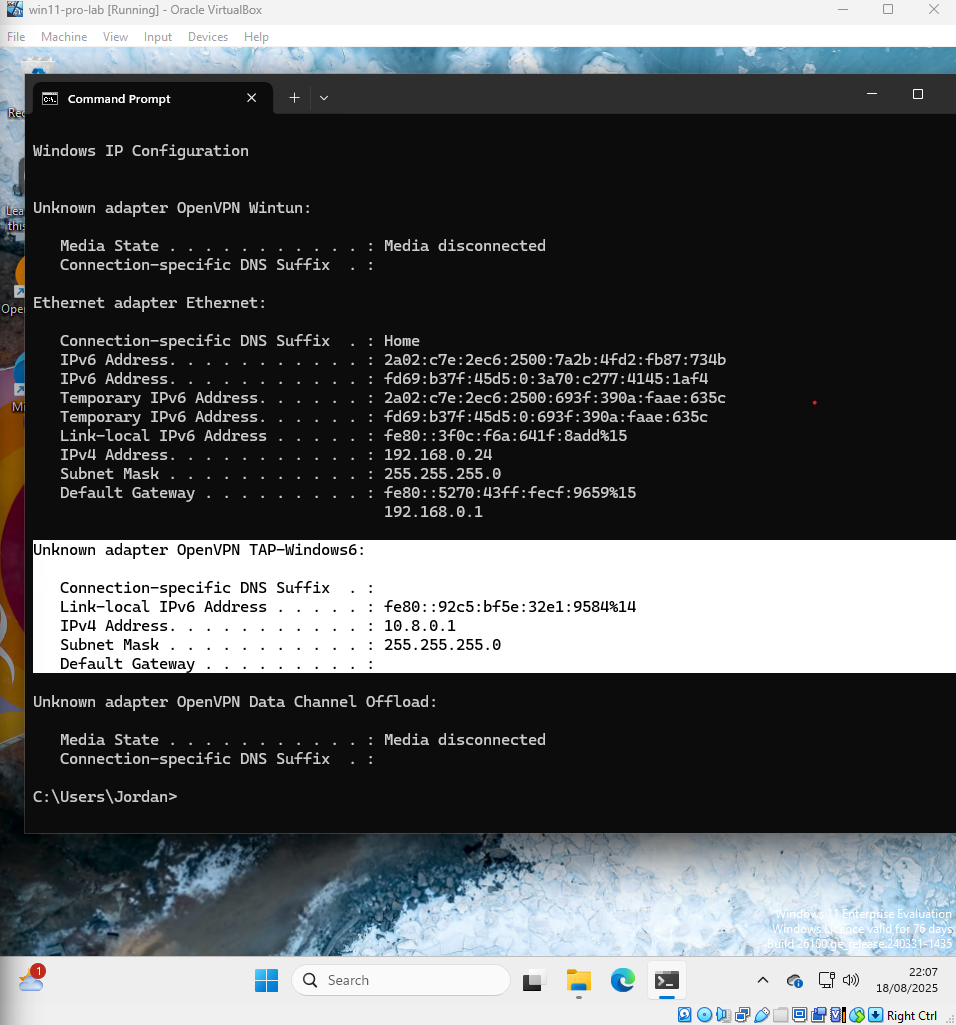 win11-pro-lab [Running] - Oracle VirtualBox
File Machine View Input Devices Help
Command Prompt
Windows IP Configuration
Unknown adapter OpenVPN Wintun:
Media State . . . . . . . . . . . : Media disconnected
Connection-specific DNS Suffix . :
Ethernet adapter Ethernet:
Connection-specific DNS Suffix . : Home
IPv6 Address. . . . . . . . . . . : 2a02:c7e:2ec6:2500:7a2b:4fd2:fb87:734b
IPv6 Address. . . . . . . . . . . : fd69:b37f:45d5:0:3a70:c277:4145:1af4
Temporary IPv6 Address. . . . . . : 2a02:c7e:2ec6:2500:693f:390a:faae:635c
Temporary IPv6 Address. . . . . . : fd69:b37f:45d5:0:693f:390a:faae:635c
Link-local IPv6 Address . . . . . : fe80::3f0c:f6a:641f:8add%15
IPv4 Address. . . . . . . . . . . : 192.168.0.24
Subnet Mask . . . . . . . . . . . : 255.255.255.0
Default Gateway . . . . . . . . . : fe80::5270:43ff:fecf:9659%15
192.168.0.1
Unknown adapter OpenVPN TAP-Windows6:
Connection-specific DNS Suffix . :
Link-local IPv6 Address . . . . . : fe80::92c5:bf5e:32e1:9584%14
IPv4 Address. . . . . . . . . . . : 10.8.0.1
Subnet Mask . . . . . . . . . . . : 255.255.255.0
Default Gateway . . . . . . . . . :
Unknown adapter OpenVPN Data Channel Offload:
Media State . . . . . . . . . . . : Media disconnected
Connection-specific DNS Suffix . :
C:\Users\Jordan>
Rec
Lea
this
Ope
Mi
Windows 11 Enterprise Evaluation
Windows Licence valid for 76 days
Build 26100.ge_release.240331-1435
1
Search
22:07
18/08/2025
Right Ctrl